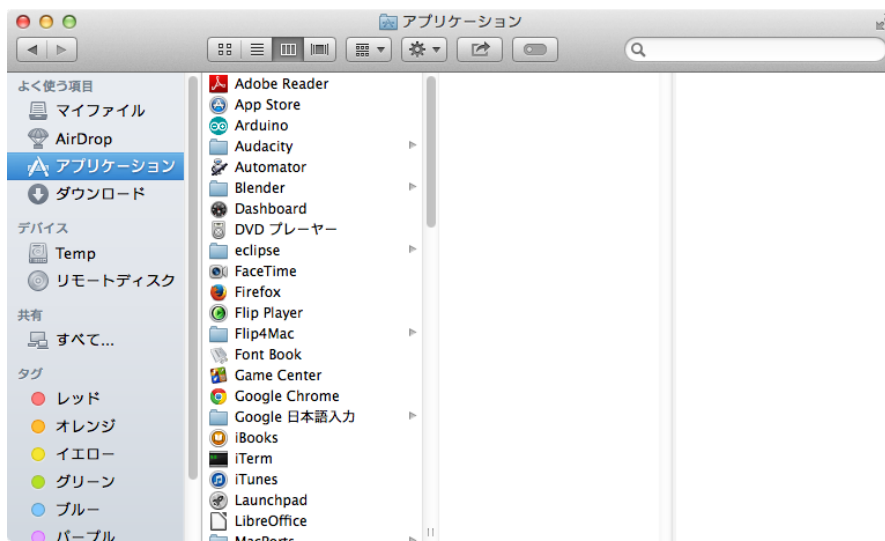 アプリケーション
よく使う項目
マイファイル
AirDrop
アプリケーション
ダウンロード
デバイス
Temp
リモートディスク
共有
すべて...
タグ
レッド
オレンジ
イエロー
グリーン
ブルー
パープル
Adobe Reader
App Store
Arduino
Audacity
Automator
Blender
Dashboard
DVD プレーヤー
eclipse
FaceTime
Firefox
Flip Player
Flip4Mac
Font Book
Game Center
Google Chrome
Google 日本語入力
iBooks
iTerm
iTunes
Launchpad
LibreOffice
MacPorts